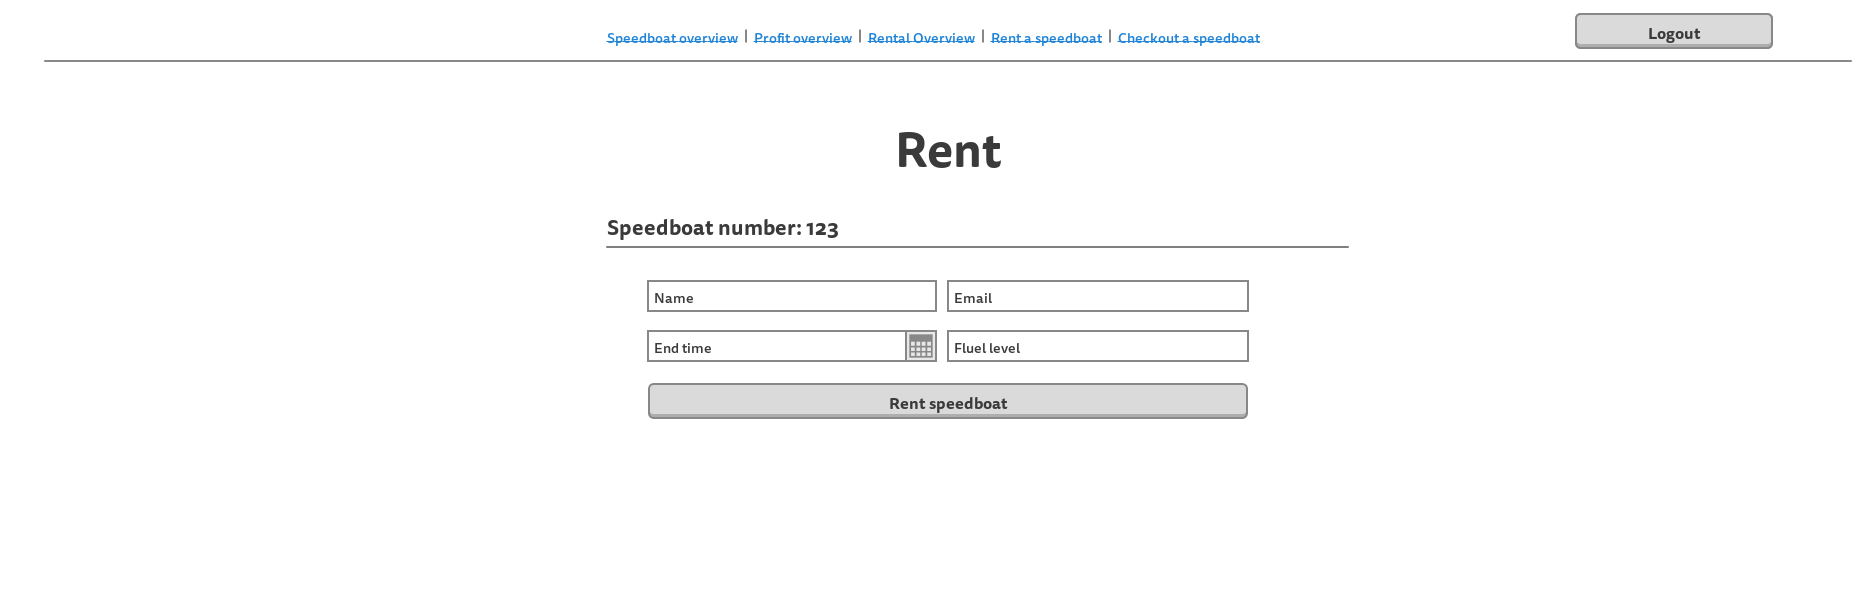 Speedboat overview | Profit overview | Rental Overview | Rent a speedboat | Checkout a speedboat
Logout
Rent
Speedboat number: 123
Name
Email
End time
Fluel level
Rent speedboat